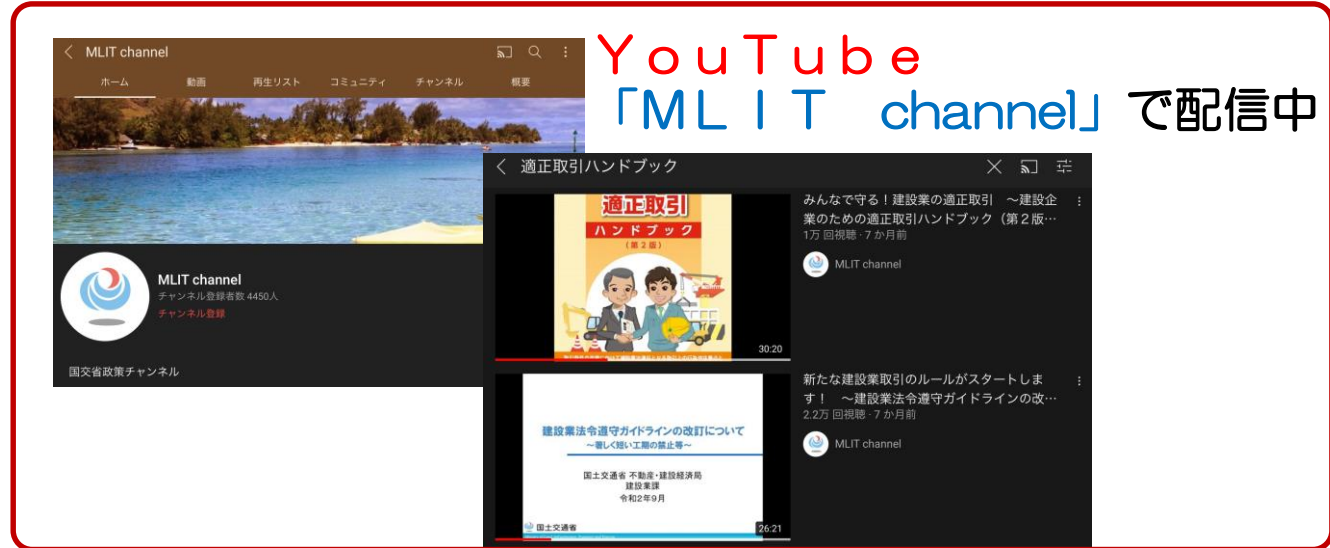 MLIT channel
ホーム 動画 再生リスト コミュニティ チャンネル 概要
YouTube
「MLIT channel」で配信中
MLIT channel
チャンネル登録者数 4450人
チャンネル登録
国交省政策チャンネル
適正取引ハンドブック
適正取引
ハンドブック
(第2版)
30:20
みんなで守る！建設業の適正取引 ～建設企
業のための適正取引ハンドブック（第２版…
1万 回視聴・7 か月前
MLIT channel
建設業法令遵守ガイドラインの改訂について
～著しく短い工期の禁止等～
国土交通省 不動産・建設経済局
建設業課
令和2年9月
国土交通省
26:21
新たな建設業取引のルールがスタートしま
す！ ～建設業法令遵守ガイドラインの改…
2.2万 回視聴・7 か月前
MLIT channel